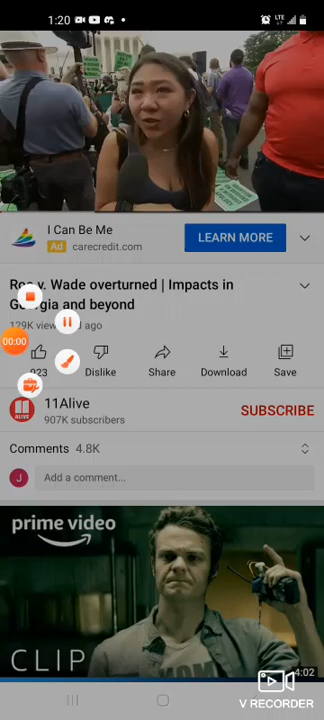 1:20
LTE
I Can Be Me
Ad carecredit.com
LEARN MORE
Roe v. Wade overturned | Impacts in
Georgia and beyond
129K
ago
00:00
923 Dislike Share Download Save
11Alive
907K subscribers
SUBSCRIBE
Comments 4.8K
J
Add a comment...
prime video
CLIP
4:02
V RECORDER